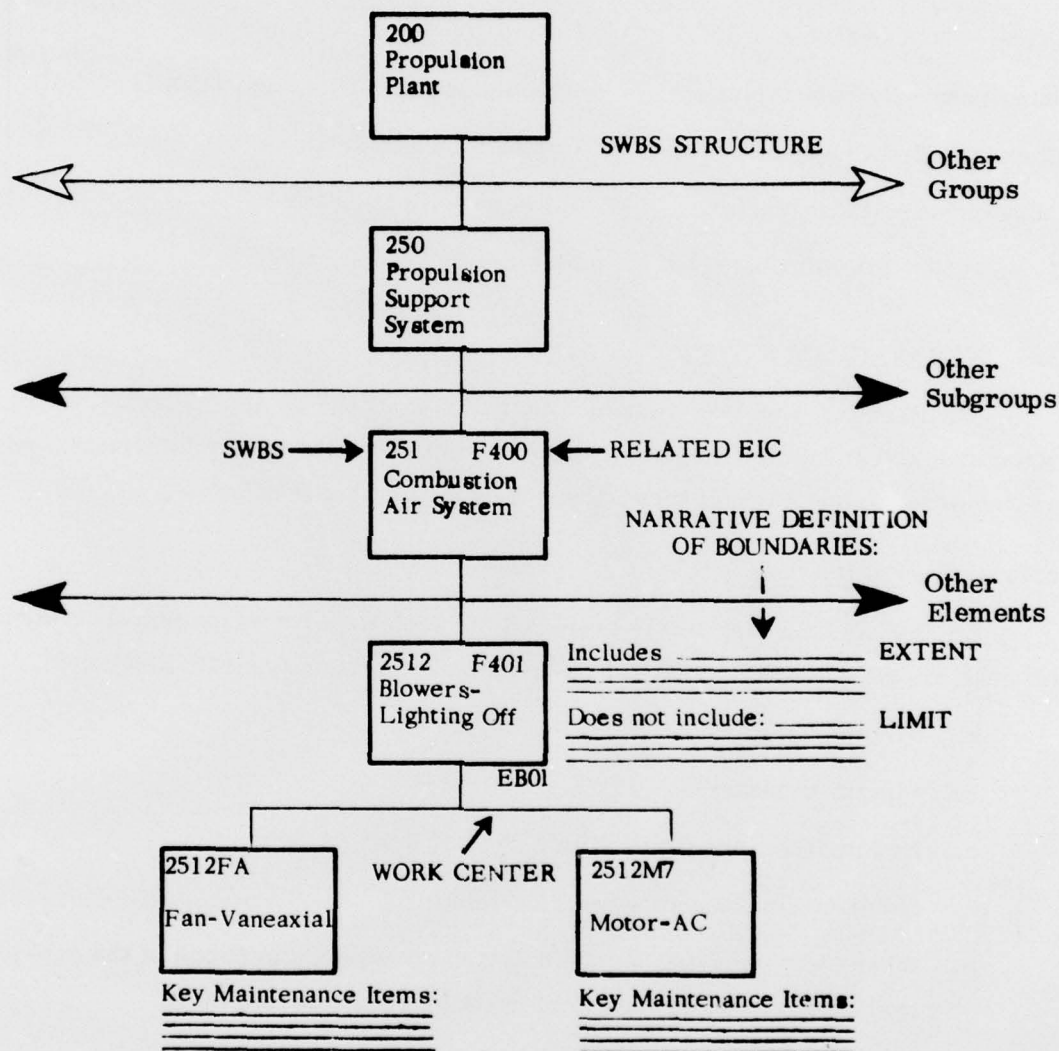 200
Propulsion
Plant
SWBS STRUCTURE
Other
Groups
250
Propulsion
Support
System
Other
Subgroups
SWBS
251 F400
Combustion
Air System
RELATED EIC
NARRATIVE DEFINITION
OF BOUNDARIES:
Other
Elements
2512 F401
Blowers-
Lighting Off
Includes
EXTENT
Does not include:
LIMIT
EB01
WORK CENTER
2512FA
Fan-Vaneaxial
2512M7
Motor-AC
Key Maintenance Items:
Key Maintenance Items: